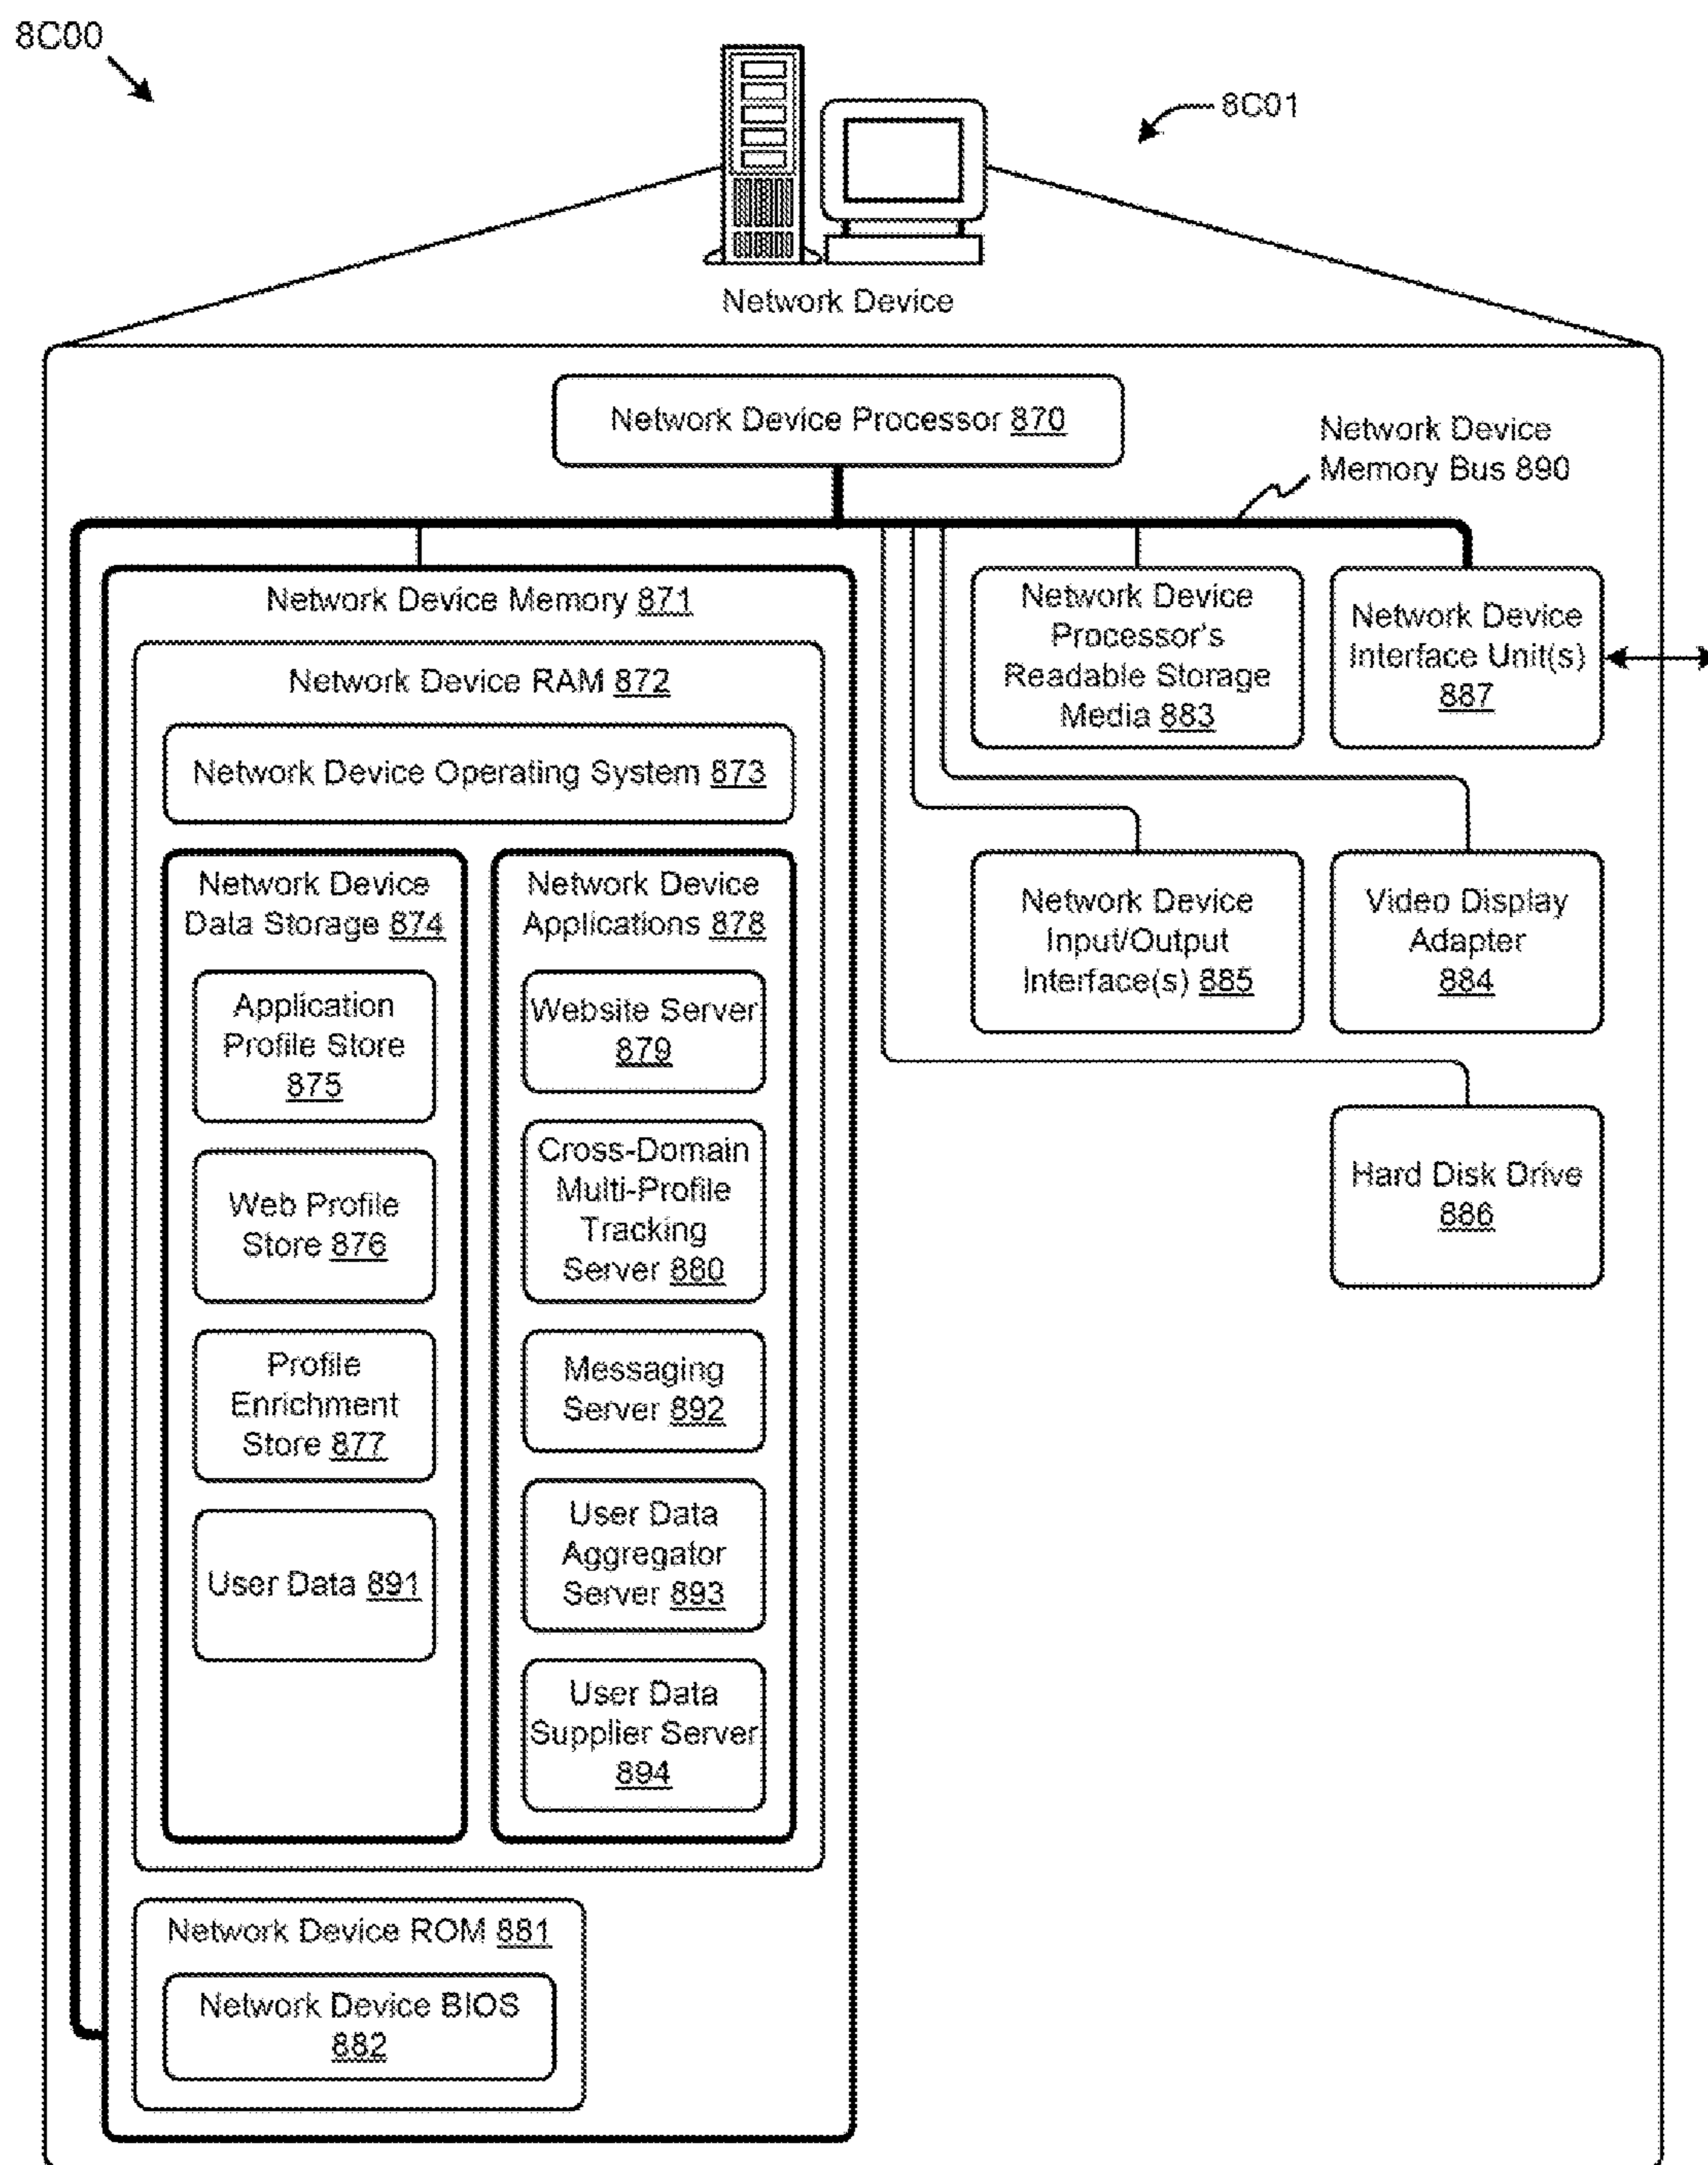 8C00
8C01
Network Device
Network Device Processor 870
Network Device
Memory Bus 890
Network Device Memory 871
Network Device RAM 872
Network Device Operating System 873
Network Device
Data Storage 874
Application
Profile Store
875
Web Profile
Store 876
Profile
Enrichment
Store 877
User Data 891
Network Device
Applications 878
Website Server
879
Cross-Domain
Multi-Profile
Tracking
Server 880
Messaging
Server 892
User Data
Aggregator
Server 893
User Data
Supplier Server
894
Network Device ROM 881
Network Device BIOS
882
Network Device
Processor's
Readable Storage
Media 883
Network Device
Interface Unit(s)
887
Network Device
Input/Output
Interface(s) 885
Video Display
Adapter
884
Hard Disk Drive
886